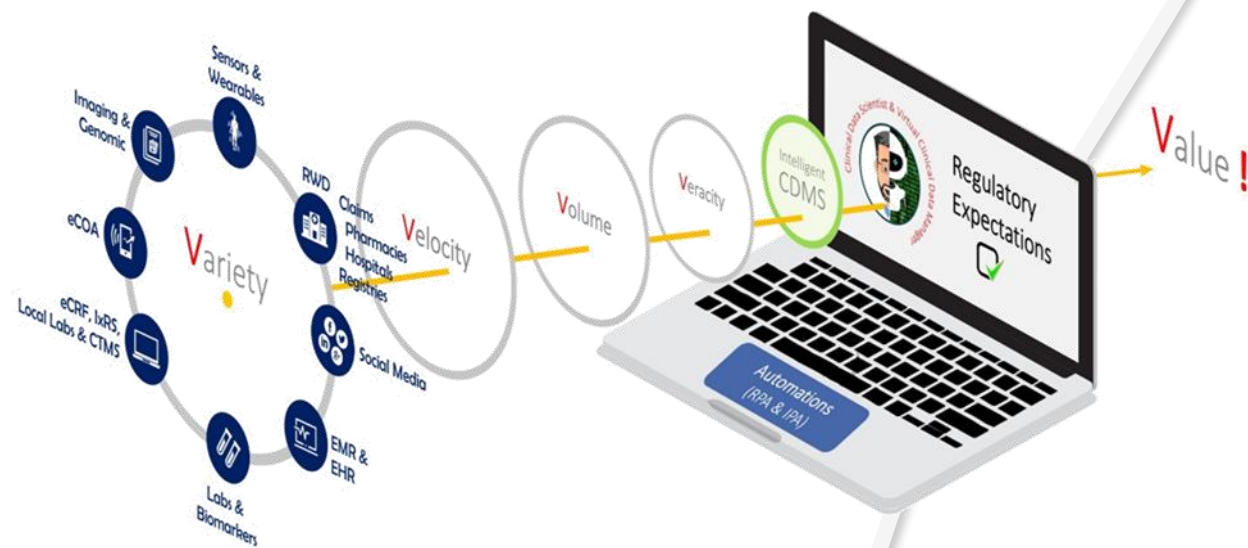 Sensors &
Wearables
Imaging &
Genomic
eCOA
eCRF, IxRS,
Local Labs & CTMS
Labs &
Biomarkers
EMR &
EHR
Social Media
RWD
Claims
Pharmacies
Hospitals
Registries
Variety
Velocity
Volume
Veracity
Intelligent
CDMS
Clinical Data Scientist & Virtual Clinical Data Manager
Regulatory
Expectations
Automations
(RPA & IPA)
Value !